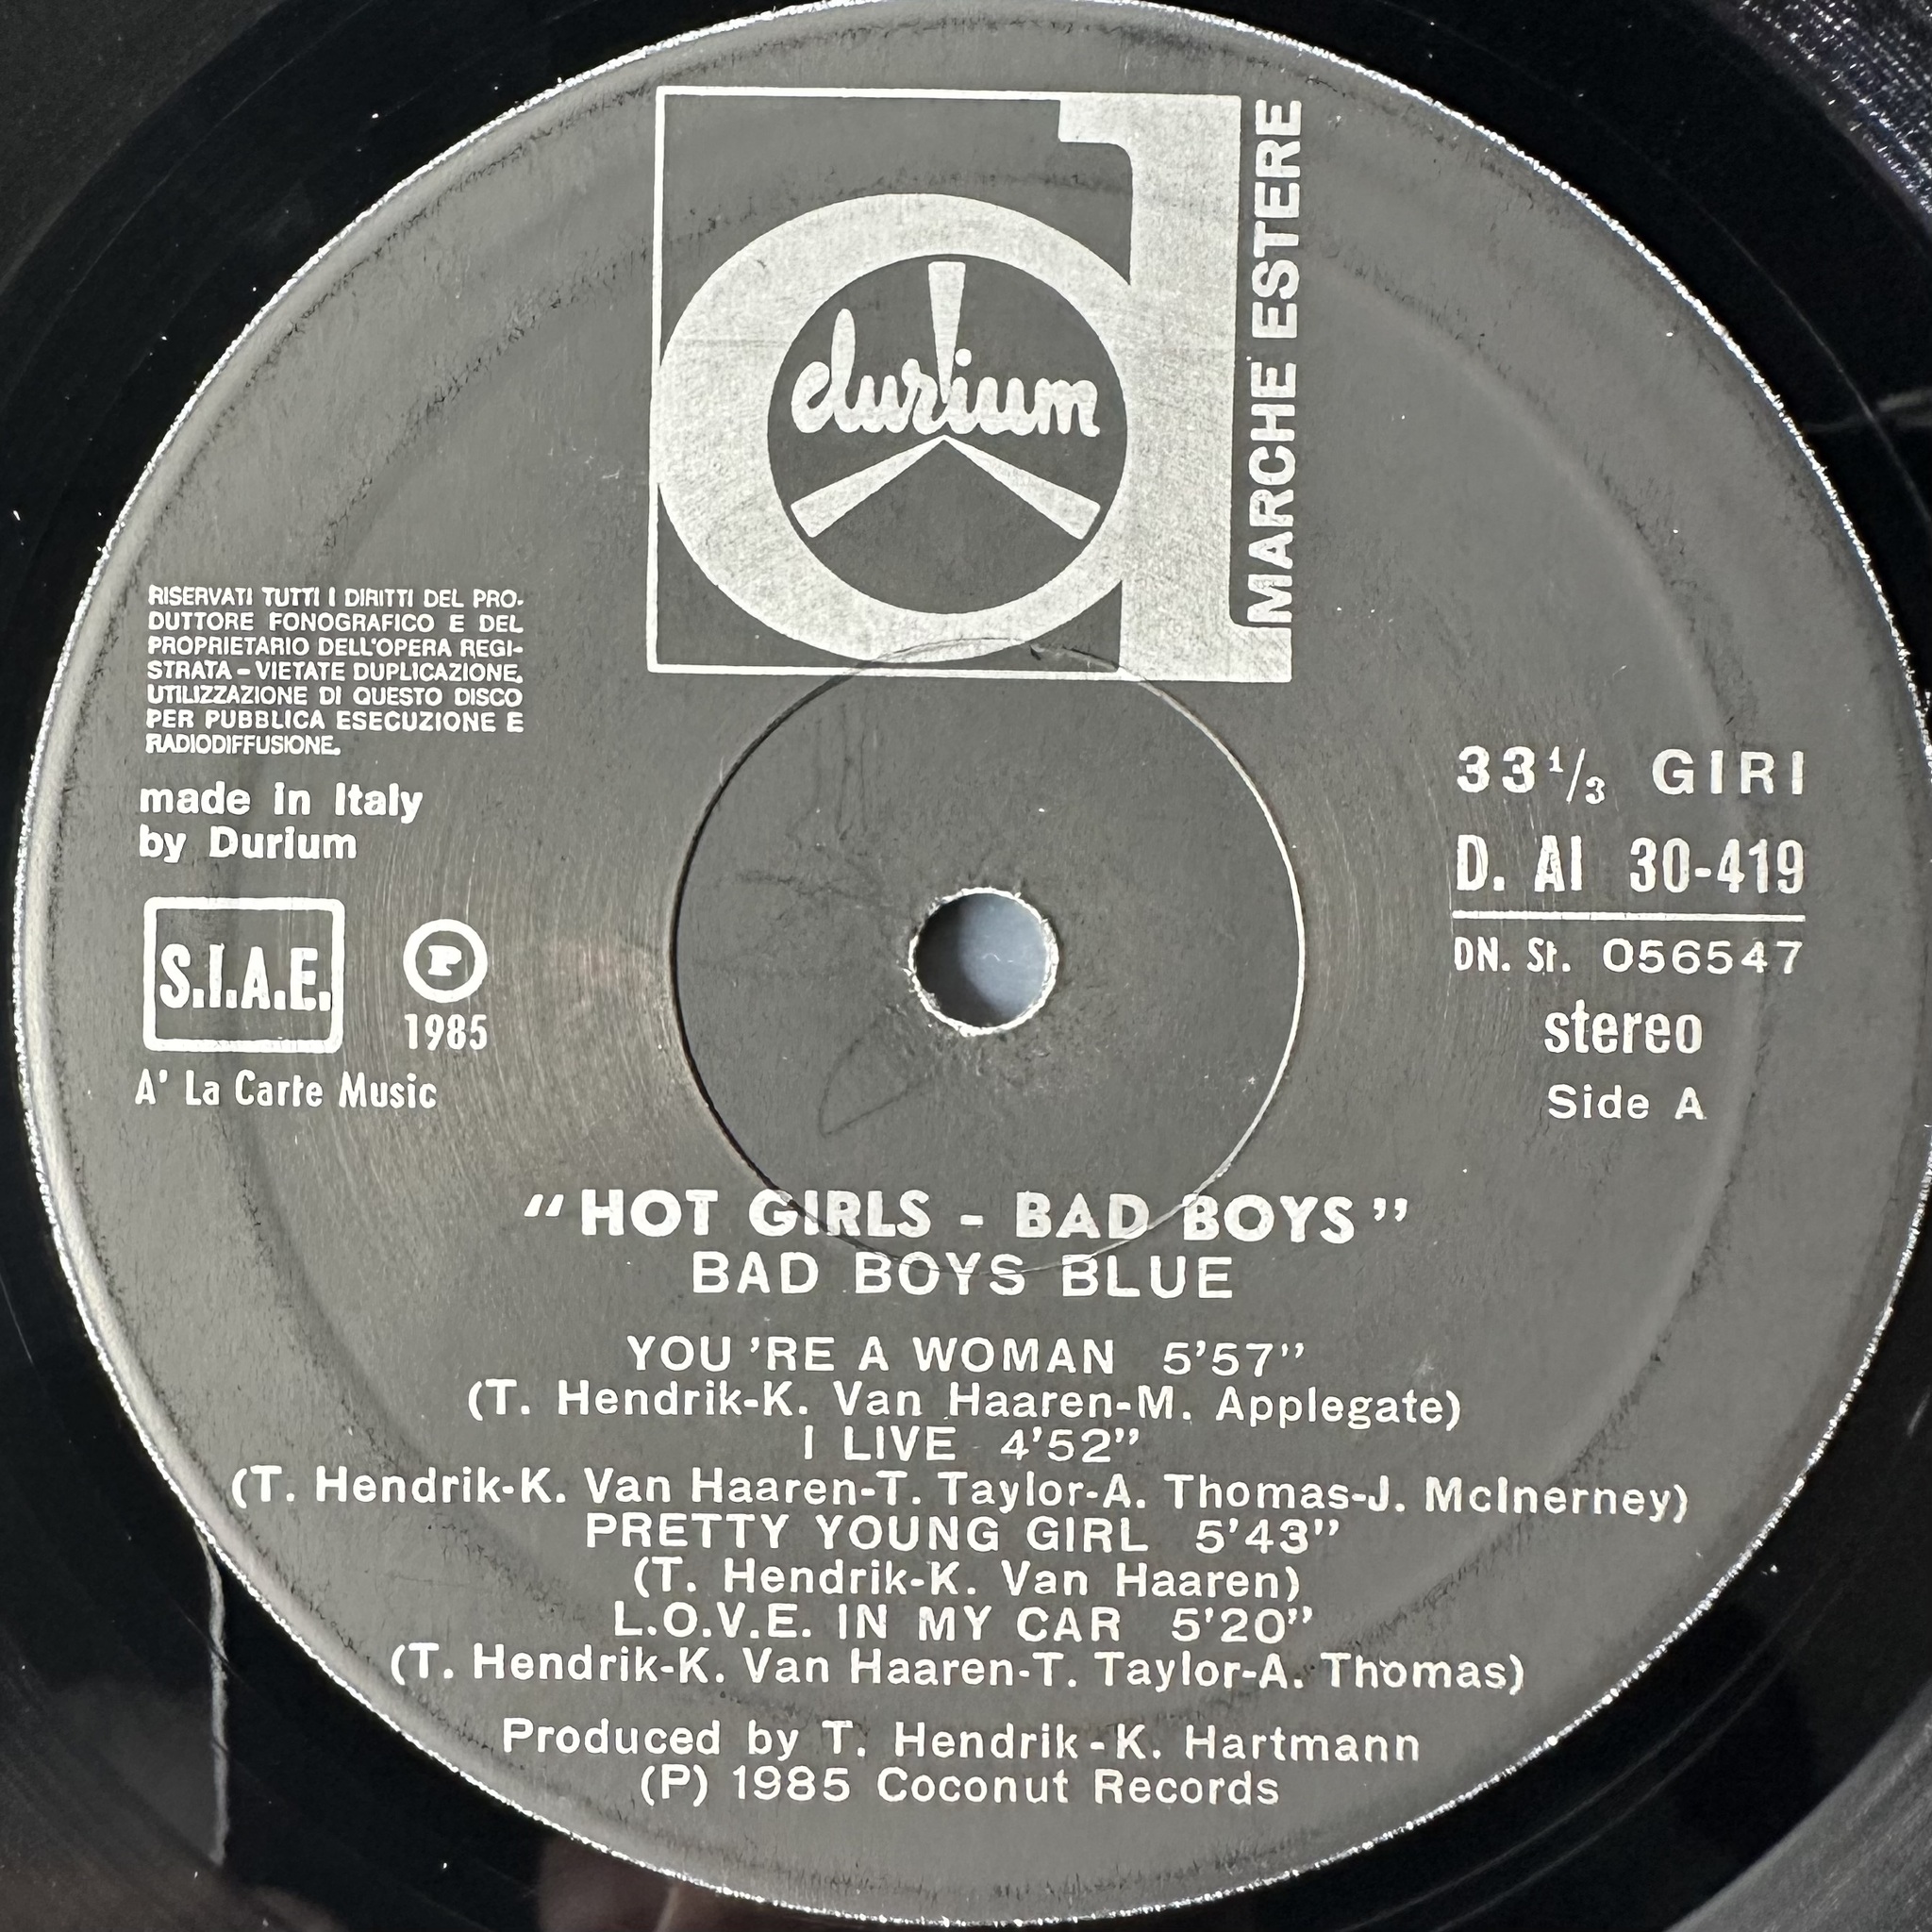 durium
MARCHE ESTERE
RISERVATI TUTTI I DIRITTI DEL PRO-
DUTTORE FONOGRAFICO E DEL
PROPRIETARIO DELL'OPERA REGI-
STRATA - VIETATE DUPLICAZIONE,
UTILIZZAZIONE DI QUESTO DISCO
PER PUBBLICA ESECUZIONE E
RADIODIFFUSIONE.
made in Italy
by Durium
S.I.A.E.
P
1985
A' La Carte Music
33 1/3 GIRI
D. AI 30-419
DN. St. 056547
stereo
Side A
"HOT GIRLS - BAD BOYS"
BAD BOYS BLUE
YOU 'RE A WOMAN 5'57"
(T. Hendrik-K. Van Haaren-M. Applegate)
I LIVE 4'52"
(T. Hendrik-K. Van Haaren-T. Taylor-A. Thomas-J. McInerney)
PRETTY YOUNG GIRL 5'43"
(T. Hendrik-K. Van Haaren)
L.O.V.E. IN MY CAR 5'20"
(T. Hendrik-K. Van Haaren-T. Taylor-A. Thomas)
Produced by T. Hendrik - K. Hartmann
(P) 1985 Coconut Records